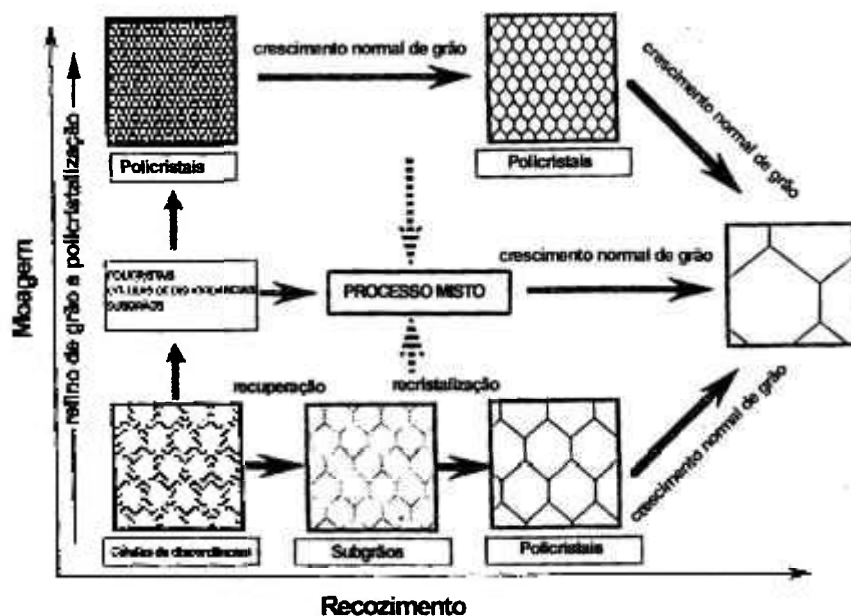 crescimento normal de grão
Policristais
Policristais
crescimento normal de grão
Moagem
refino de grão e policristalização
crescimento normal de grão
PROCESSO MISTO
recuperação
recristalização
crescimento normal de grão
Subgrãos
Policristais
Recozimento